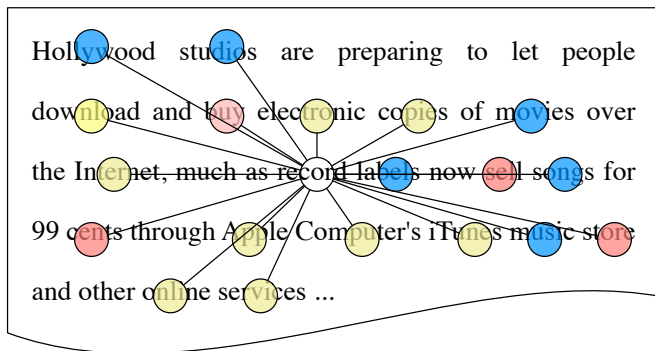 Hollywood studios are preparing to let people
download and buy electronic copies of movies over
the Internet, much as record labels now sell songs for
99 cents through Apple Computer's iTunes music store
and other online services ...